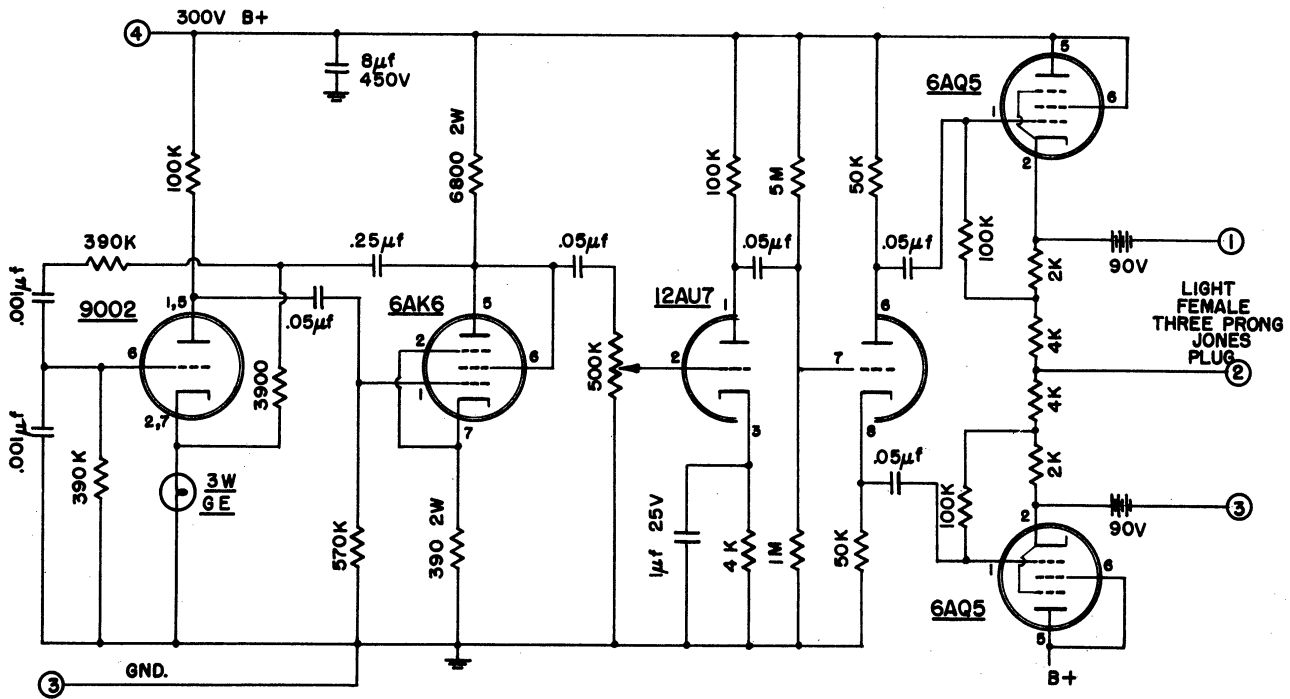 300V B+
4
8µf
450V
6AQ5
5
1
6
2
100K
6800 2W
100K
5M
50K
390K
.25µf
.05µf
.05µf
.05µf
100K
1
90V
2K
.001µf
9002
1,5
.05µf
6AK6
5
12AU7
1
6
LIGHT
FEMALE
THREE PRONG
JONES
PLUG
4K
6
2
6
500K
2
7
2
3900
1
4K
2,7
7
3
8
.001µf
390K
3W
GE
.05µf
2K
100K
2
90V
3
570K
390 2W
1µf 25V
4K
1M
50K
1
6
6AQ5
5
B+
GND.
3